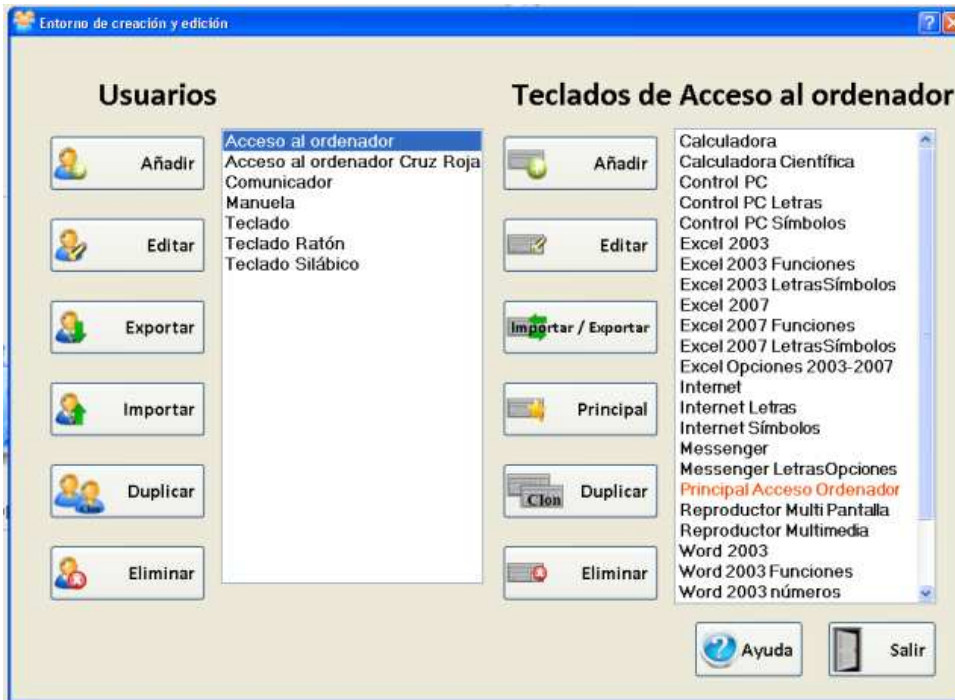 Entorno de creación y edición
Usuarios
Añadir
Editar
Exportar
Importar
Duplicar
Clon
Eliminar
Acceso al ordenador
Acceso al ordenador Cruz Roja
Comunicador
Manuela
Teclado
Teclado Ratón
Teclado Silábico
Teclados de Acceso al ordenador
Añadir
Editar
Importar / Exportar
Principal
Clon
Duplicar
Eliminar
Calculadora
Calculadora Científica
Control PC
Control PC Letras
Control PC Símbolos
Excel 2003
Excel 2003 Funciones
Excel 2003 LetrasSímbolos
Excel 2007
Excel 2007 Funciones
Excel 2007 LetrasSímbolos
Excel Opciones 2003-2007
Internet
Internet Letras
Internet Símbolos
Messenger
Messenger LetrasOpciones
Principal Acceso Ordenador
Reproductor Multi Pantalla
Reproductor Multimedia
Word 2003
Word 2003 Funciones
Word 2003 números
Ayuda
Salir